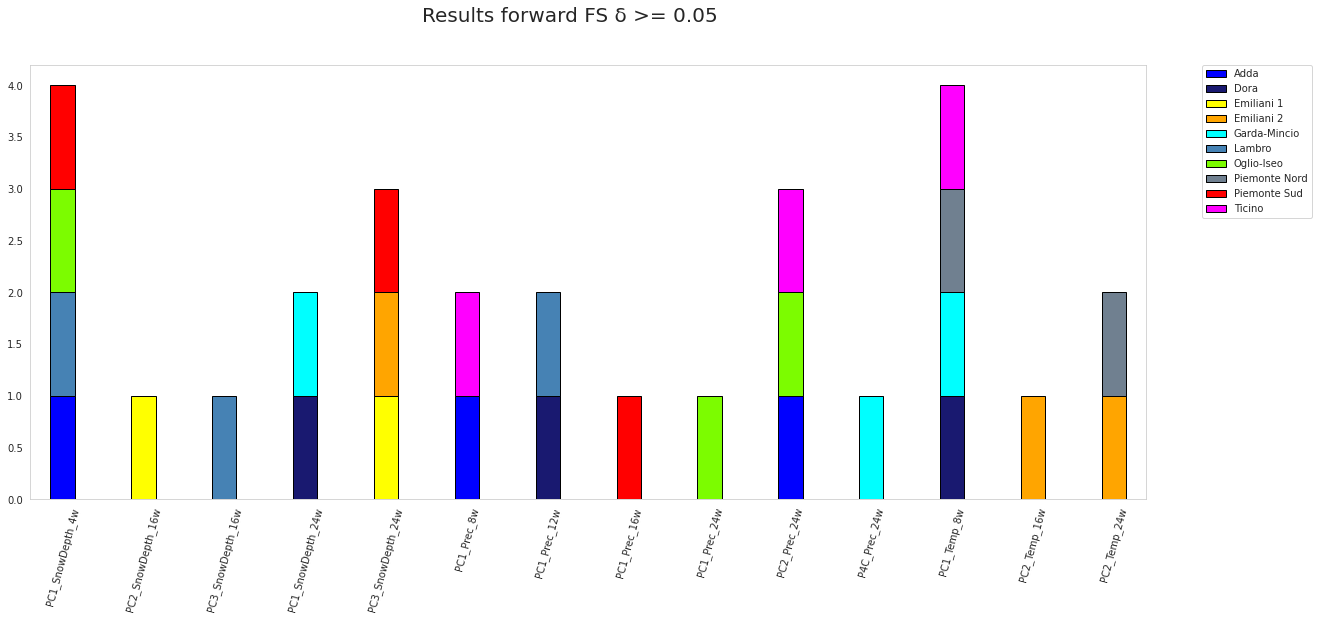 Results forward FS δ >= 0.05
4.0
3.5
3.0
2.5
2.0
1.5
1.0
0.5
0.0
PC1_SnowDepth_4w
PC2_SnowDepth_16w
PC3_SnowDepth_16w
PC1_SnowDepth_24w
PC3_SnowDepth_24w
PC1_Prec_8w
PC1_Prec_12w
PC1_Prec_16w
PC1_Prec_24w
PC2_Prec_24w
P4C_Prec_24w
PC1_Temp_8w
PC2_Temp_16w
PC2_Temp_24w
Adda
Dora
Emiliani 1
Emiliani 2
Garda-Mincio
Lambro
Oglio-Iseo
Piemonte Nord
Piemonte Sud
Ticino